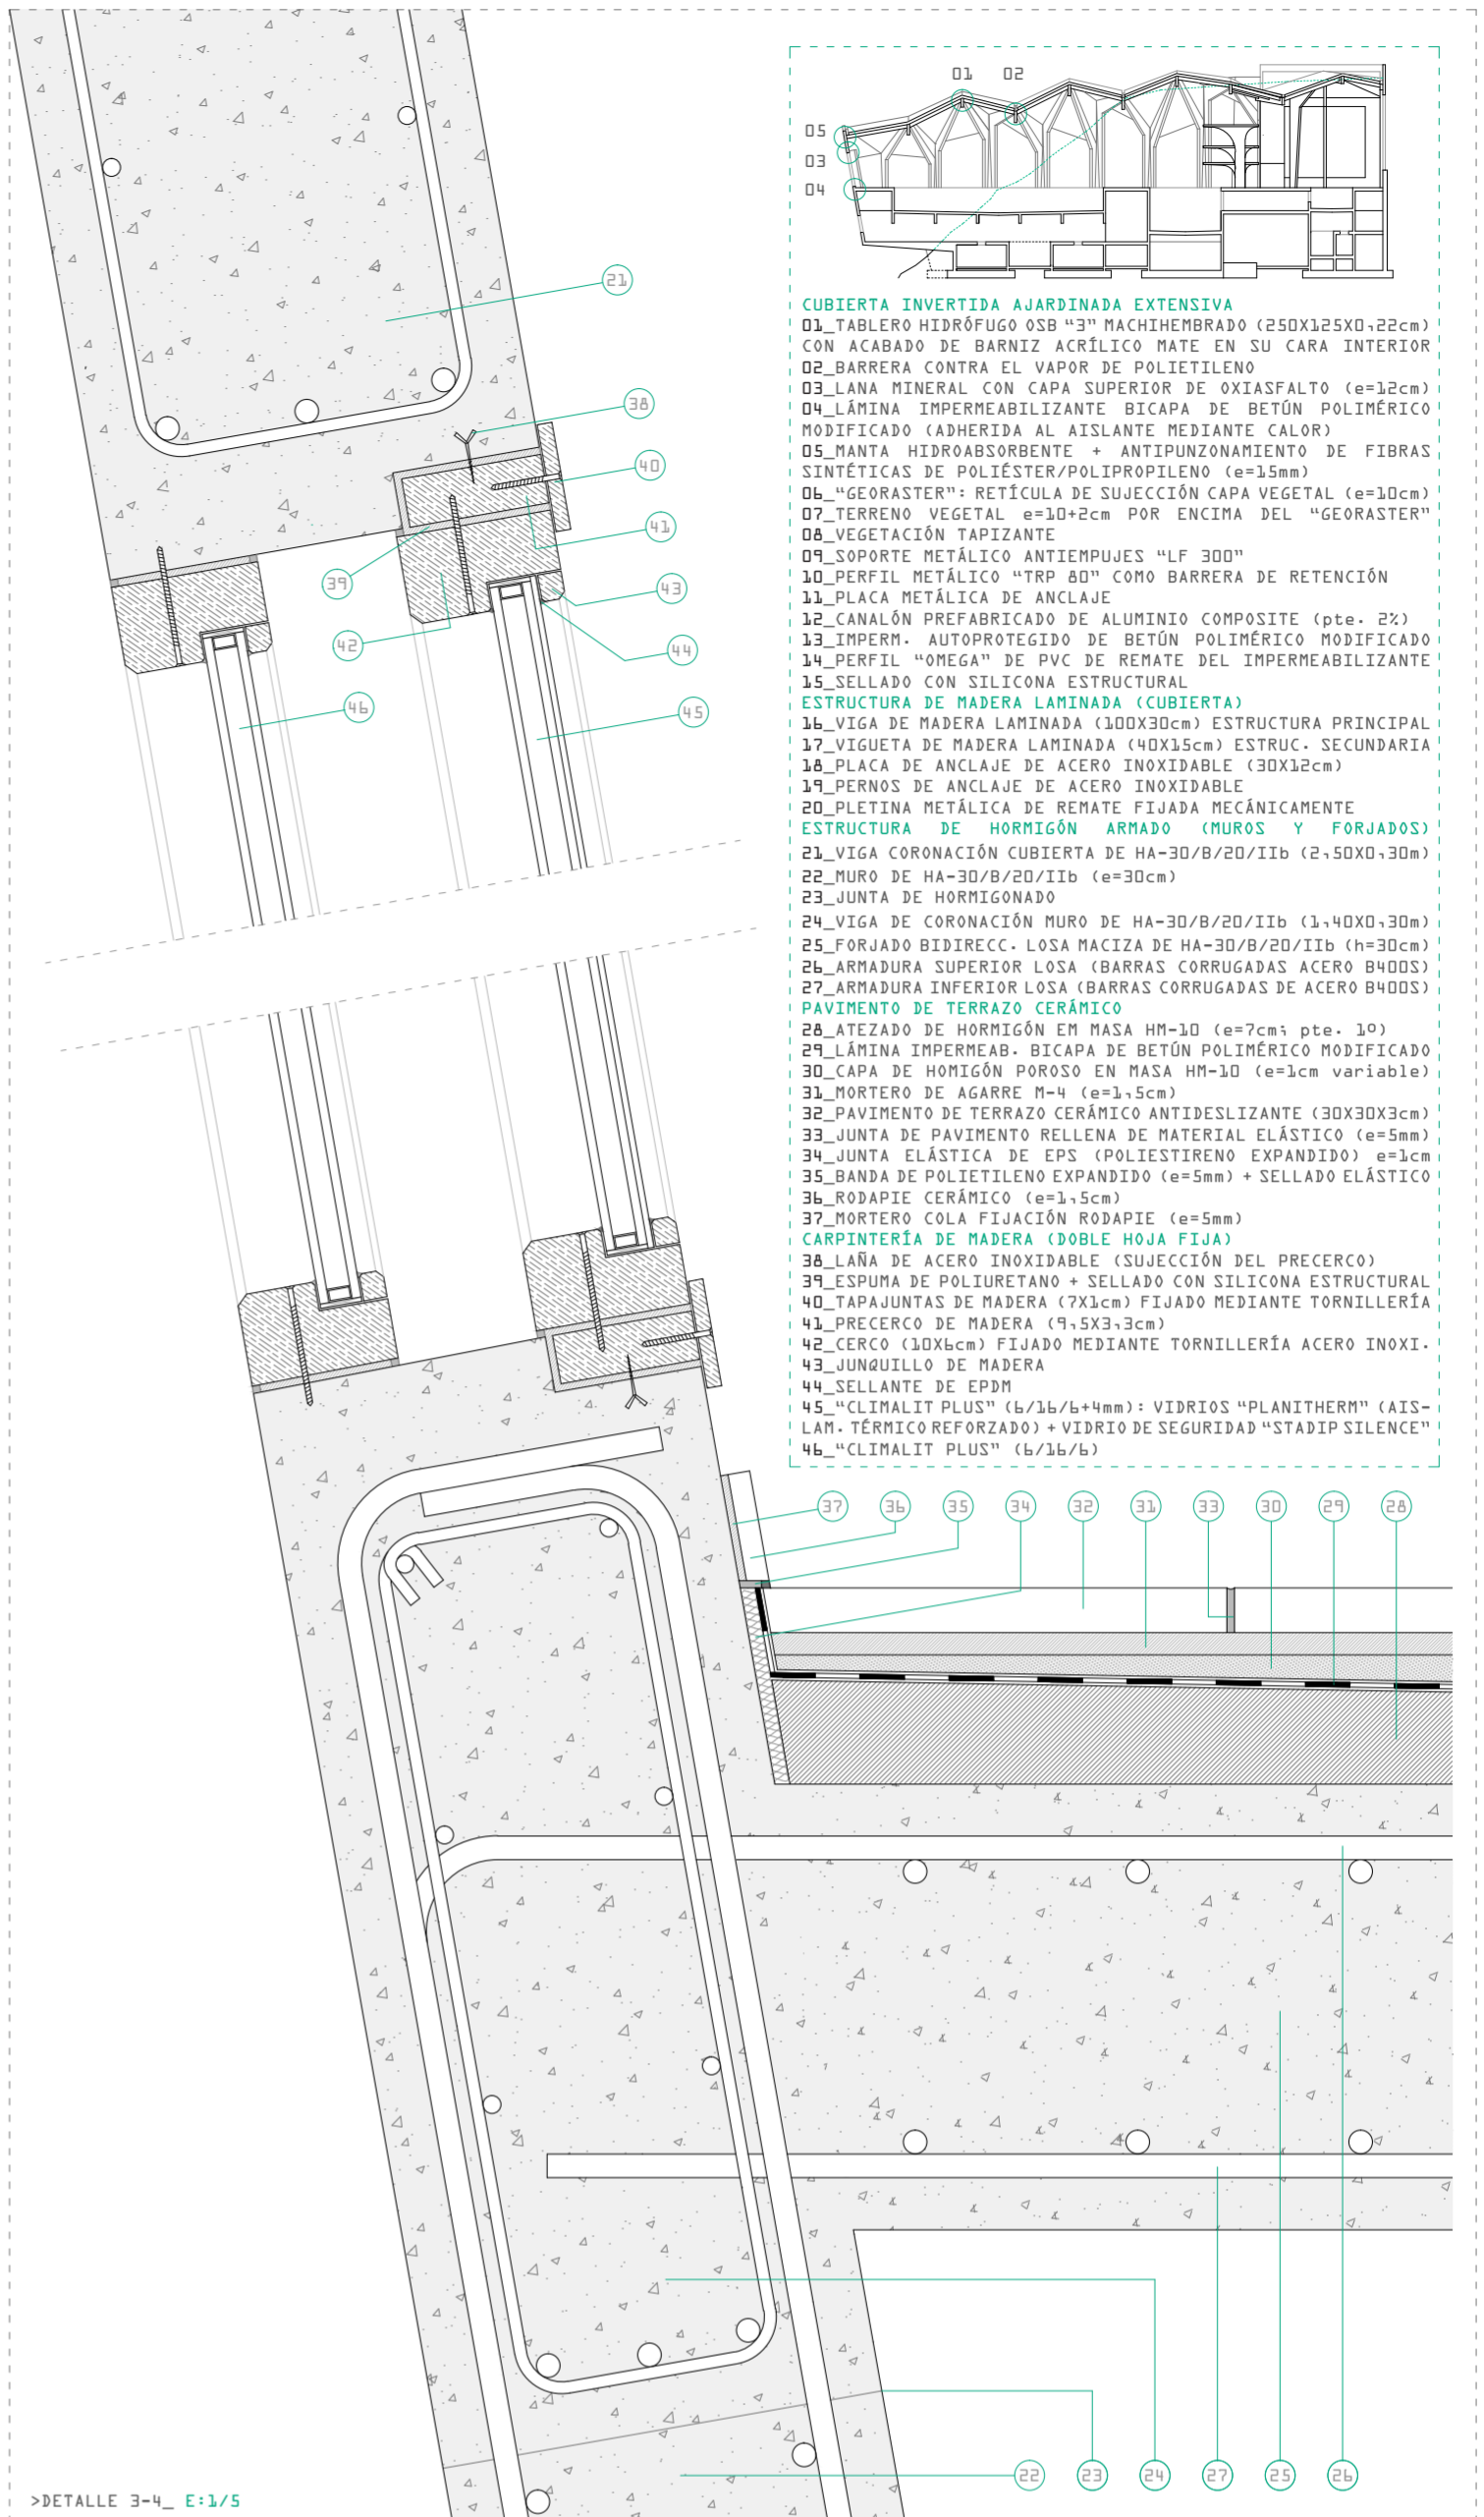 01 02
05
03
04
CUBIERTA INVERTIDA AJARDINADA EXTENSIVA
01_TABLERO HIDRÓFUGO OSB “3” MACHIHEMBRADO (250X125X0,22cm)
CON ACABADO DE BARNIZ ACRÍLICO MATE EN SU CARA INTERIOR
02_BARRERA CONTRA EL VAPOR DE POLIETILENO
03_LANA MINERAL CON CAPA SUPERIOR DE OXIASFALTO (e=12cm)
04_LÁMINA IMPERMEABILIZANTE BICAPA DE BETÚN POLIMÉRICO
MODIFICADO (ADHERIDA AL AISLANTE MEDIANTE CALOR)
05_MANTA HIDROABSORBENTE + ANTIPUNZONAMIENTO DE FIBRAS
SINTÉTICAS DE POLIÉSTER/POLIPROPILENO (e=15mm)
06_“GEORASTER”: RETÍCULA DE SUJECCIÓN CAPA VEGETAL (e=10cm)
07_TERRENO VEGETAL e=10+2cm POR ENCIMA DEL “GEORASTER”
08_VEGETACIÓN TAPIZANTE
09_SOPORTE METÁLICO ANTIEMPUJES “LF 300”
10_PERFIL METÁLICO “TRP 80” COMO BARRERA DE RETENCIÓN
11_PLACA METÁLICA DE ANCLAJE
12_CANALÓN PREFABRICADO DE ALUMINIO COMPOSITE (pte. 2%)
13_IMPERM. AUTOPROTEGIDO DE BETÚN POLIMÉRICO MODIFICADO
14_PERFIL “OMEGA” DE PVC DE REMATE DEL IMPERMEABILIZANTE
15_SELLADO CON SILICONA ESTRUCTURAL
ESTRUCTURA DE MADERA LAMINADA (CUBIERTA)
16_VIGA DE MADERA LAMINADA (100X30cm) ESTRUCTURA PRINCIPAL
17_VIGUETA DE MADERA LAMINADA (40X15cm) ESTRUC. SECUNDARIA
18_PLACA DE ANCLAJE DE ACERO INOXIDABLE (30X12cm)
19_PERNOS DE ANCLAJE DE ACERO INOXIDABLE
20_PLETINA METÁLICA DE REMATE FIJADA MECÁNICAMENTE
ESTRUCTURA DE HORMIGÓN ARMADO (MUROS Y FORJADOS)
21_VIGA CORONACIÓN CUBIERTA DE HA-30/B/20/IIb (2,50X0,30m)
22_MURO DE HA-30/B/20/IIb (e=30cm)
23_JUNTA DE HORMIGONADO
24_VIGA DE CORONACIÓN MURO DE HA-30/B/20/IIb (1,40X0,30m)
25_FORJADO BIDIRECC. LOSA MACIZA DE HA-30/B/20/IIb (h=30cm)
26_ARMADURA SUPERIOR LOSA (BARRAS CORRUGADAS ACERO B400S)
27_ARMADURA INFERIOR LOSA (BARRAS CORRUGADAS DE ACERO B400S)
PAVIMENTO DE TERRAZO CERÁMICO
28_ATEZADO DE HORMIGÓN EM MASA HM-10 (e=7cm; pte. 1º)
29_LÁMINA IMPERMEAB. BICAPA DE BETÚN POLIMÉRICO MODIFICADO
30_CAPA DE HOMIGÓN POROSO EN MASA HM-10 (e=1cm variable)
31_MORTERO DE AGARRE M-4 (e=1,5cm)
32_PAVIMENTO DE TERRAZO CERÁMICO ANTIDESLIZANTE (30X30X3cm)
33_JUNTA DE PAVIMENTO RELLENA DE MATERIAL ELÁSTICO (e=5mm)
34_JUNTA ELÁSTICA DE EPS (POLIESTIRENO EXPANDIDO) e=1cm
35_BANDA DE POLIETILENO EXPANDIDO (e=5mm) + SELLADO ELÁSTICO
36_RODAPIE CERÁMICO (e=1,5cm)
37_MORTERO COLA FIJACIÓN RODAPIE (e=5mm)
CARPINTERÍA DE MADERA (DOBLE HOJA FIJA)
38_LAÑA DE ACERO INOXIDABLE (SUJECCIÓN DEL PRECERCO)
39_ESPUMA DE POLIURETANO + SELLADO CON SILICONA ESTRUCTURAL
40_TAPAJUNTAS DE MADERA (7X1cm) FIJADO MEDIANTE TORNILLERÍA
41_PRECERCO DE MADERA (9,5X3,3cm)
42_CERCO (10X6cm) FIJADO MEDIANTE TORNILLERÍA ACERO INOXI.
43_JUNQUILLO DE MADERA
44_SELLANTE DE EPDM
45_“CLIMALIT PLUS” (6/16/6+4mm): VIDRIOS “PLANITHERM” (AIS-
LAM. TÉRMICO REFORZADO) + VIDRIO DE SEGURIDAD “STADIP SILENCE”
46_“CLIMALIT PLUS” (6/16/6)
21
38
40
41
39
43
42
44
46
45
37 36 35 34 32 31 33 30 29 28
22 23 24 27 25 26
>DETALLE 3-4_ E:1/5